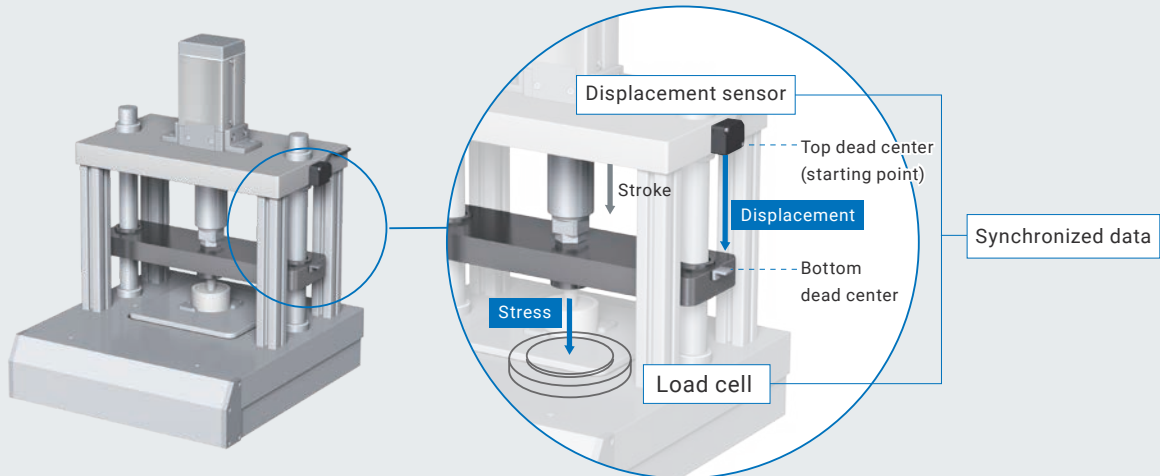 Displacement sensor
Top dead center
(starting point)
Stroke
Displacement
Synchronized data
Bottom
dead center
Stress
Load cell